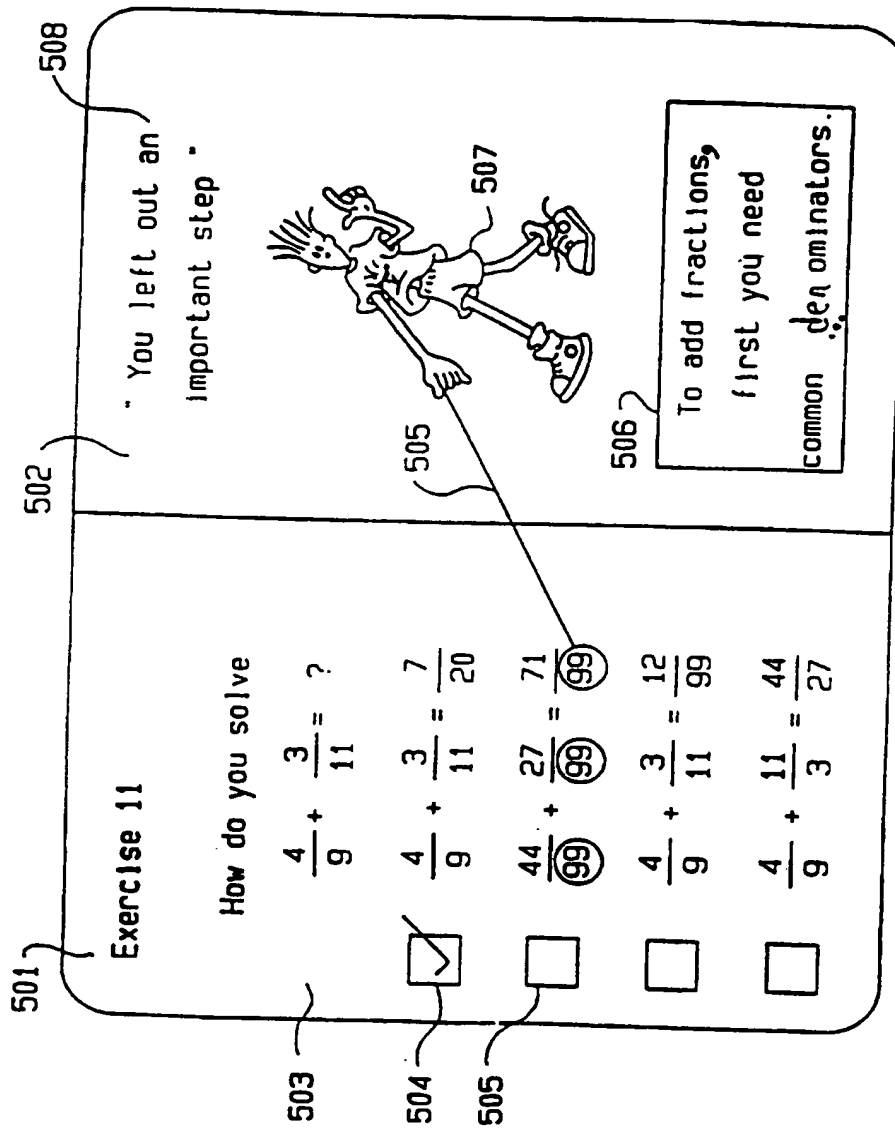 501
502
508
Exercise 11
" You left out an
important step "
503
How do you solve
4/9 + 3/11 = ?
504
4/9 + 3/11 = 7/20
505
44/99 + 27/99 = 71/99
4/9 + 3/11 = 12/99
4/9 + 11/3 = 44/27
505
507
506
To add fractions,
first you need
common denominators.